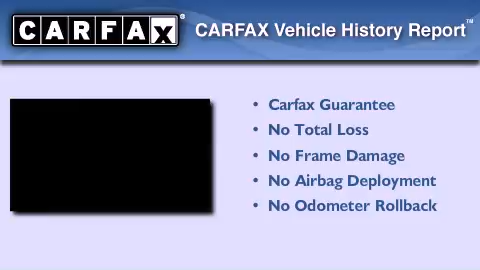 CARFAX® CARFAX Vehicle History Report™
• Carfax Guarantee
• No Total Loss
• No Frame Damage
• No Airbag Deployment
• No Odometer Rollback